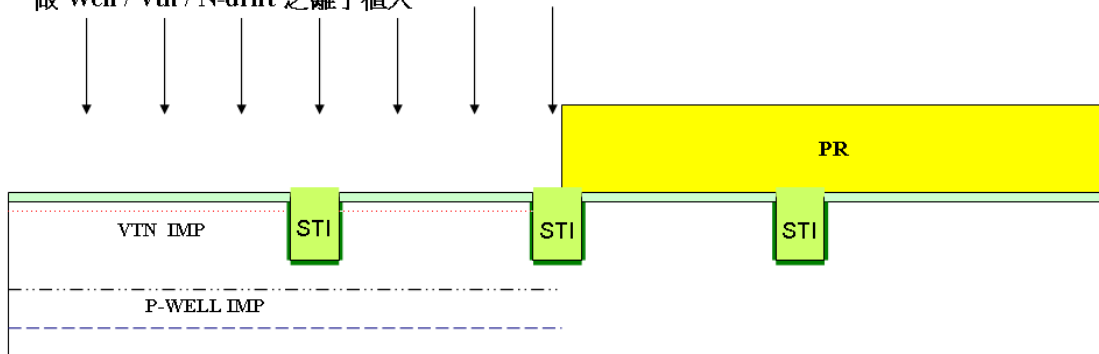 做 Well / Vtn / N-drift 之離子植入
PR
STI
STI
STI
VTN IMP
P-WELL IMP